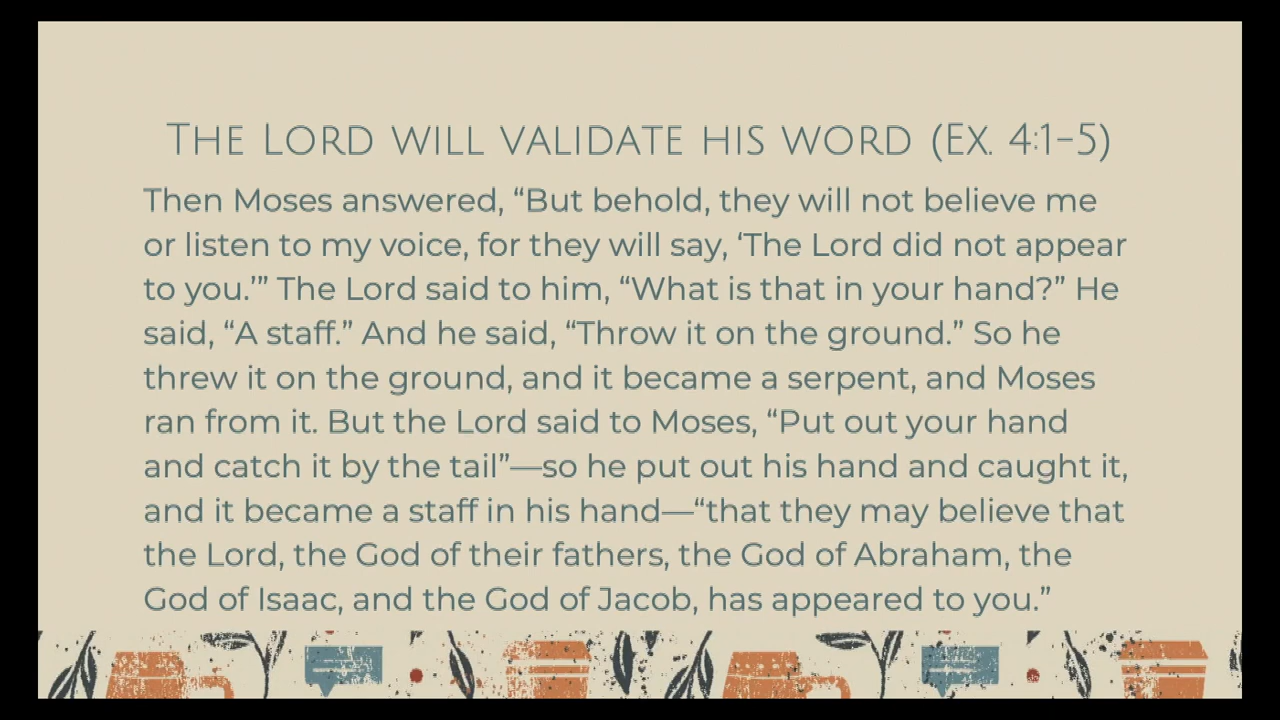 The Lord will validate his word (Ex. 4:1-5)
Then Moses answered, “But behold, they will not believe me
or listen to my voice, for they will say, ‘The Lord did not appear
to you.’” The Lord said to him, “What is that in your hand?” He
said, “A staff.” And he said, “Throw it on the ground.” So he
threw it on the ground, and it became a serpent, and Moses
ran from it. But the Lord said to Moses, “Put out your hand
and catch it by the tail”—so he put out his hand and caught it,
and it became a staff in his hand—“that they may believe that
the Lord, the God of their fathers, the God of Abraham, the
God of Isaac, and the God of Jacob, has appeared to you.”